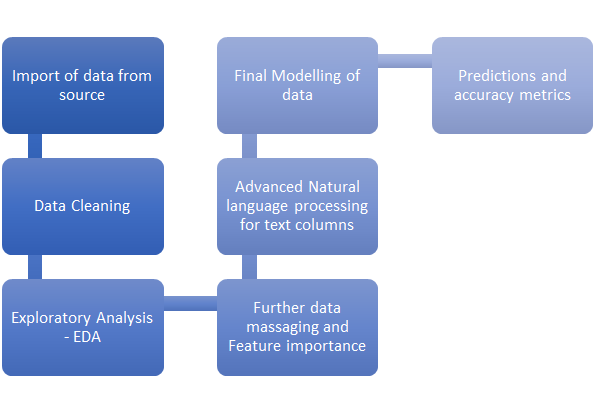 Import of data from
source
Data Cleaning
Exploratory Analysis
- EDA
Further data
massaging and
Feature importance
Advanced Natural
language processing
for text columns
Final Modelling of
data
Predictions and
accuracy metrics